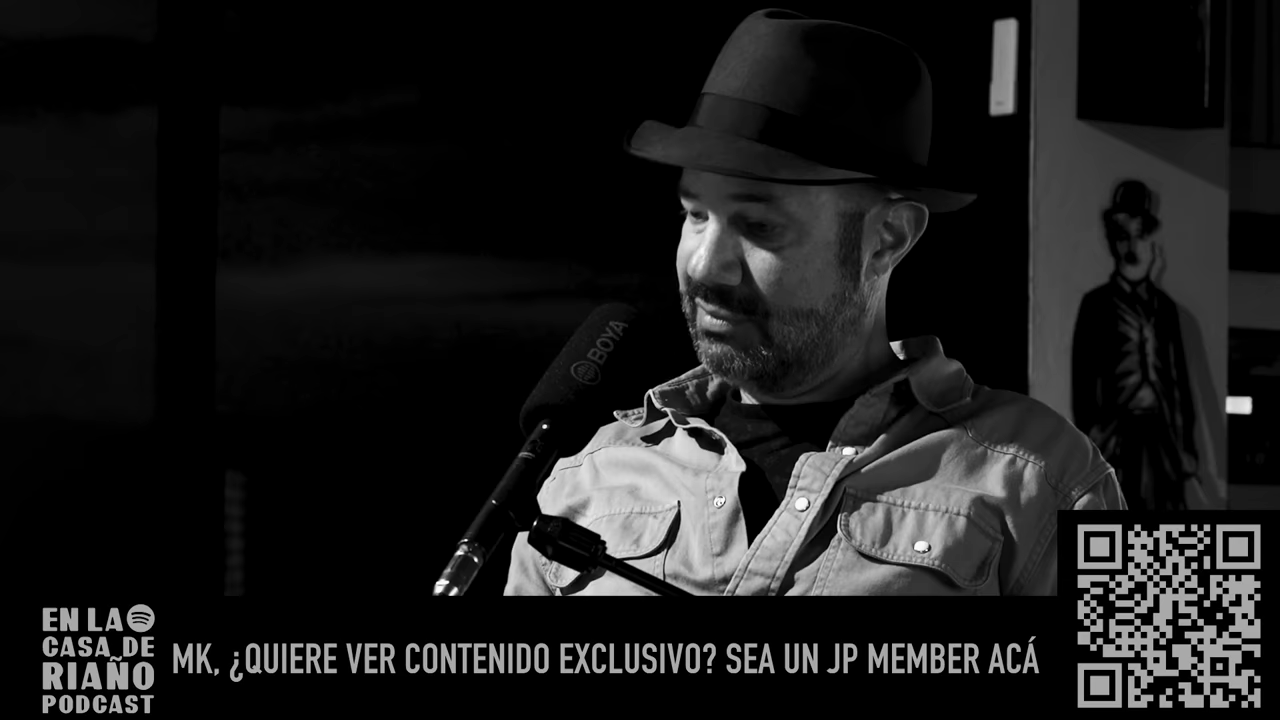 BOYA
EN LA
CASA DE
RIAÑO
PODCAST
MK, ¿QUIERE VER CONTENIDO EXCLUSIVO? SEA UN JP MEMBER ACÁ